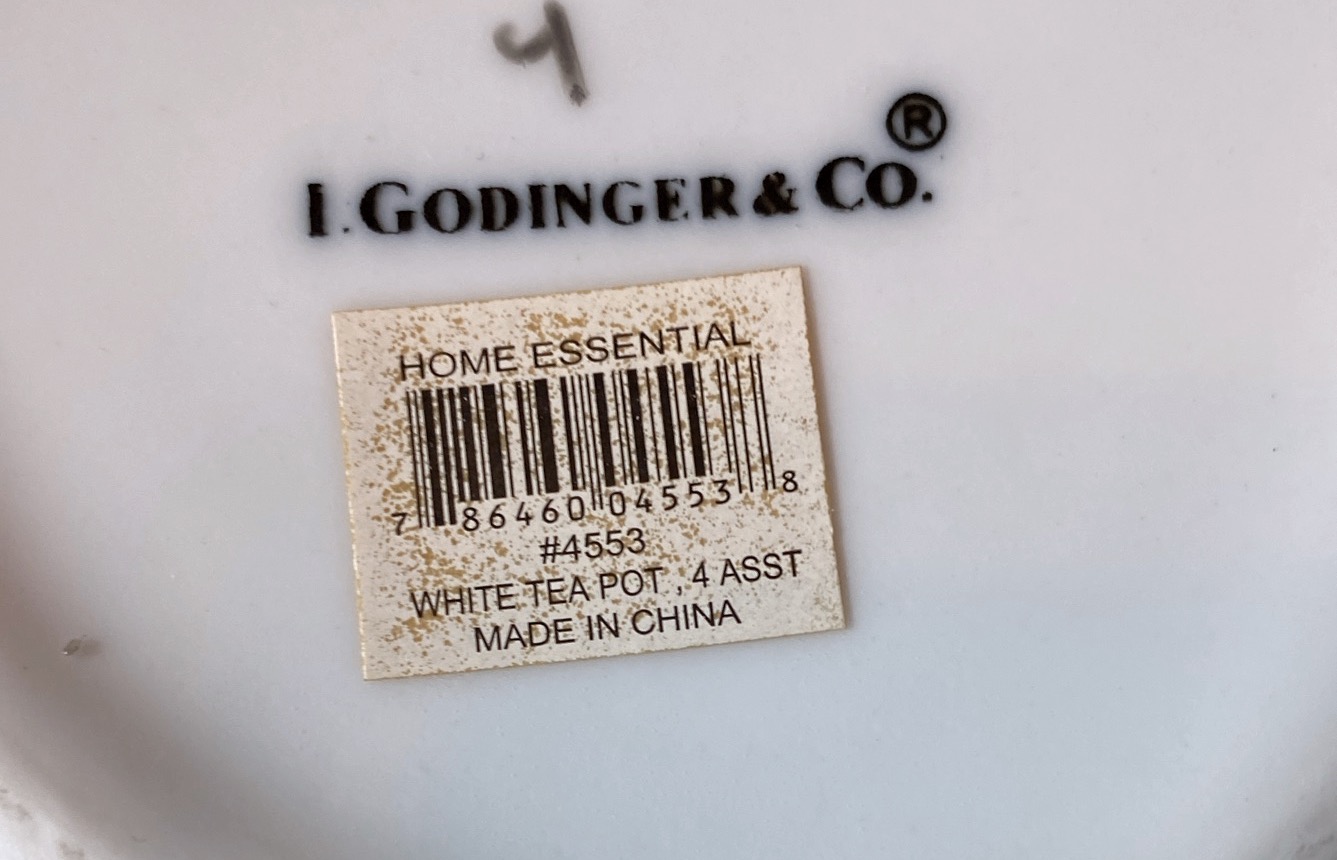 4
I. GODINGER & CO.®
HOME ESSENTIAL
7 86460 04553 8
#4553
WHITE TEA POT , 4 ASST
MADE IN CHINA